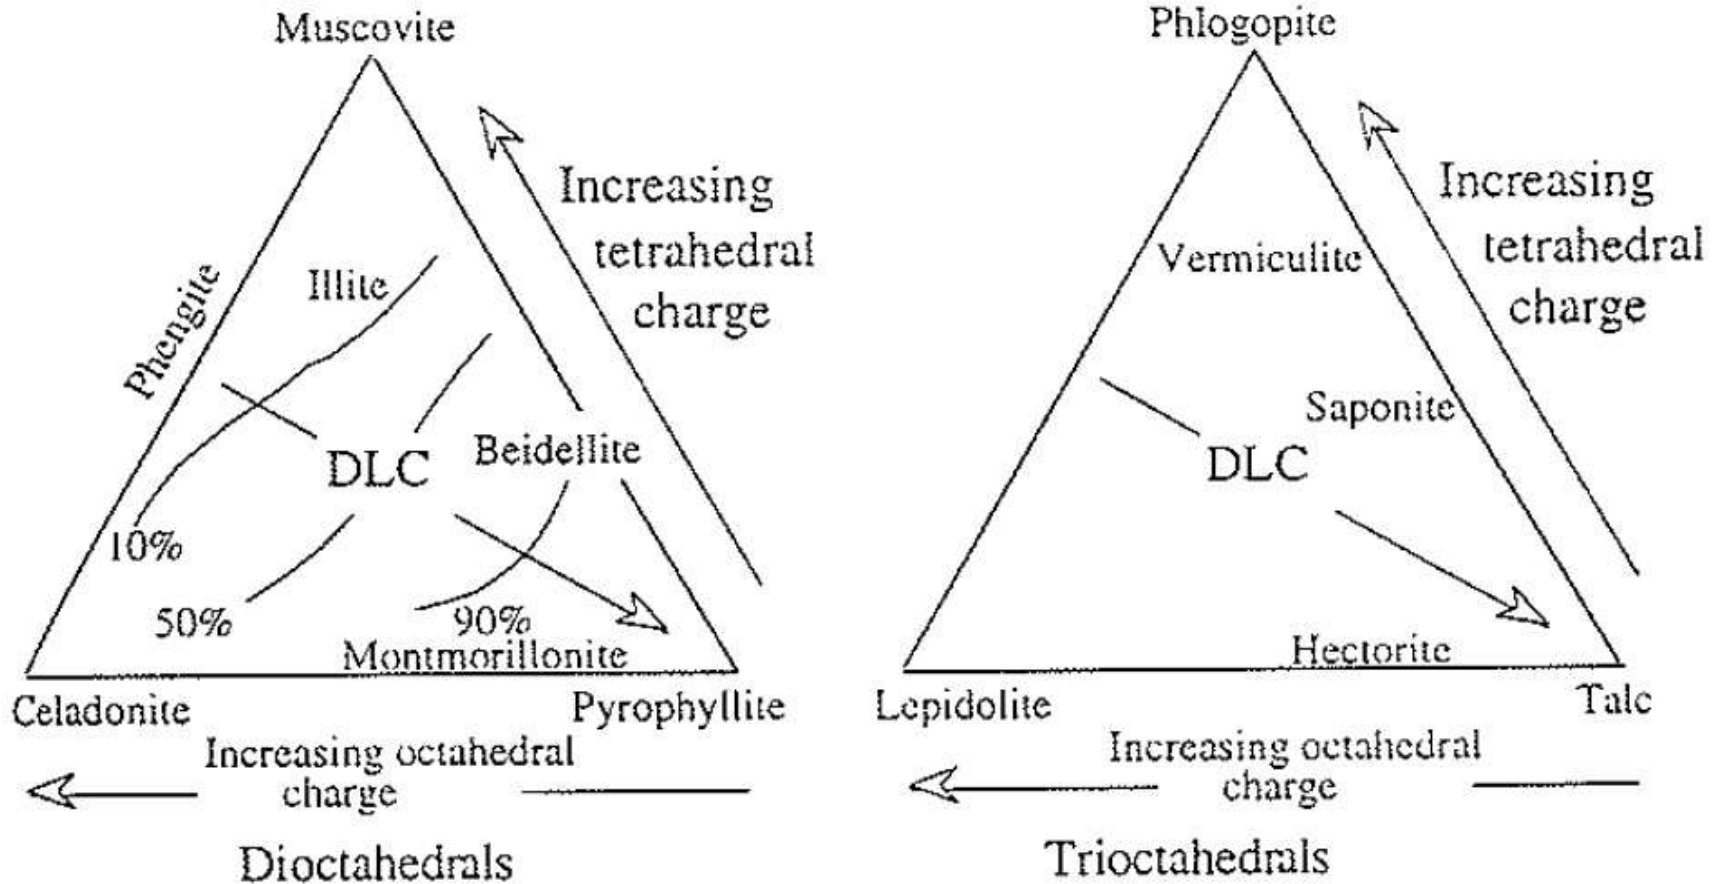 Muscovite
Phengite
Illite
Increasing
tetrahedral
charge
DLC
Beidellite
10%
50%
90%
Montmorillonite
Celadonite
Pyrophyllite
Increasing octahedral
charge
Dioctahedrals
Phlogopite
Vermiculite
Increasing
tetrahedral
charge
Saponite
DLC
Hectorite
Lepidolite
Talc
Increasing octahedral
charge
Trioctahedrals